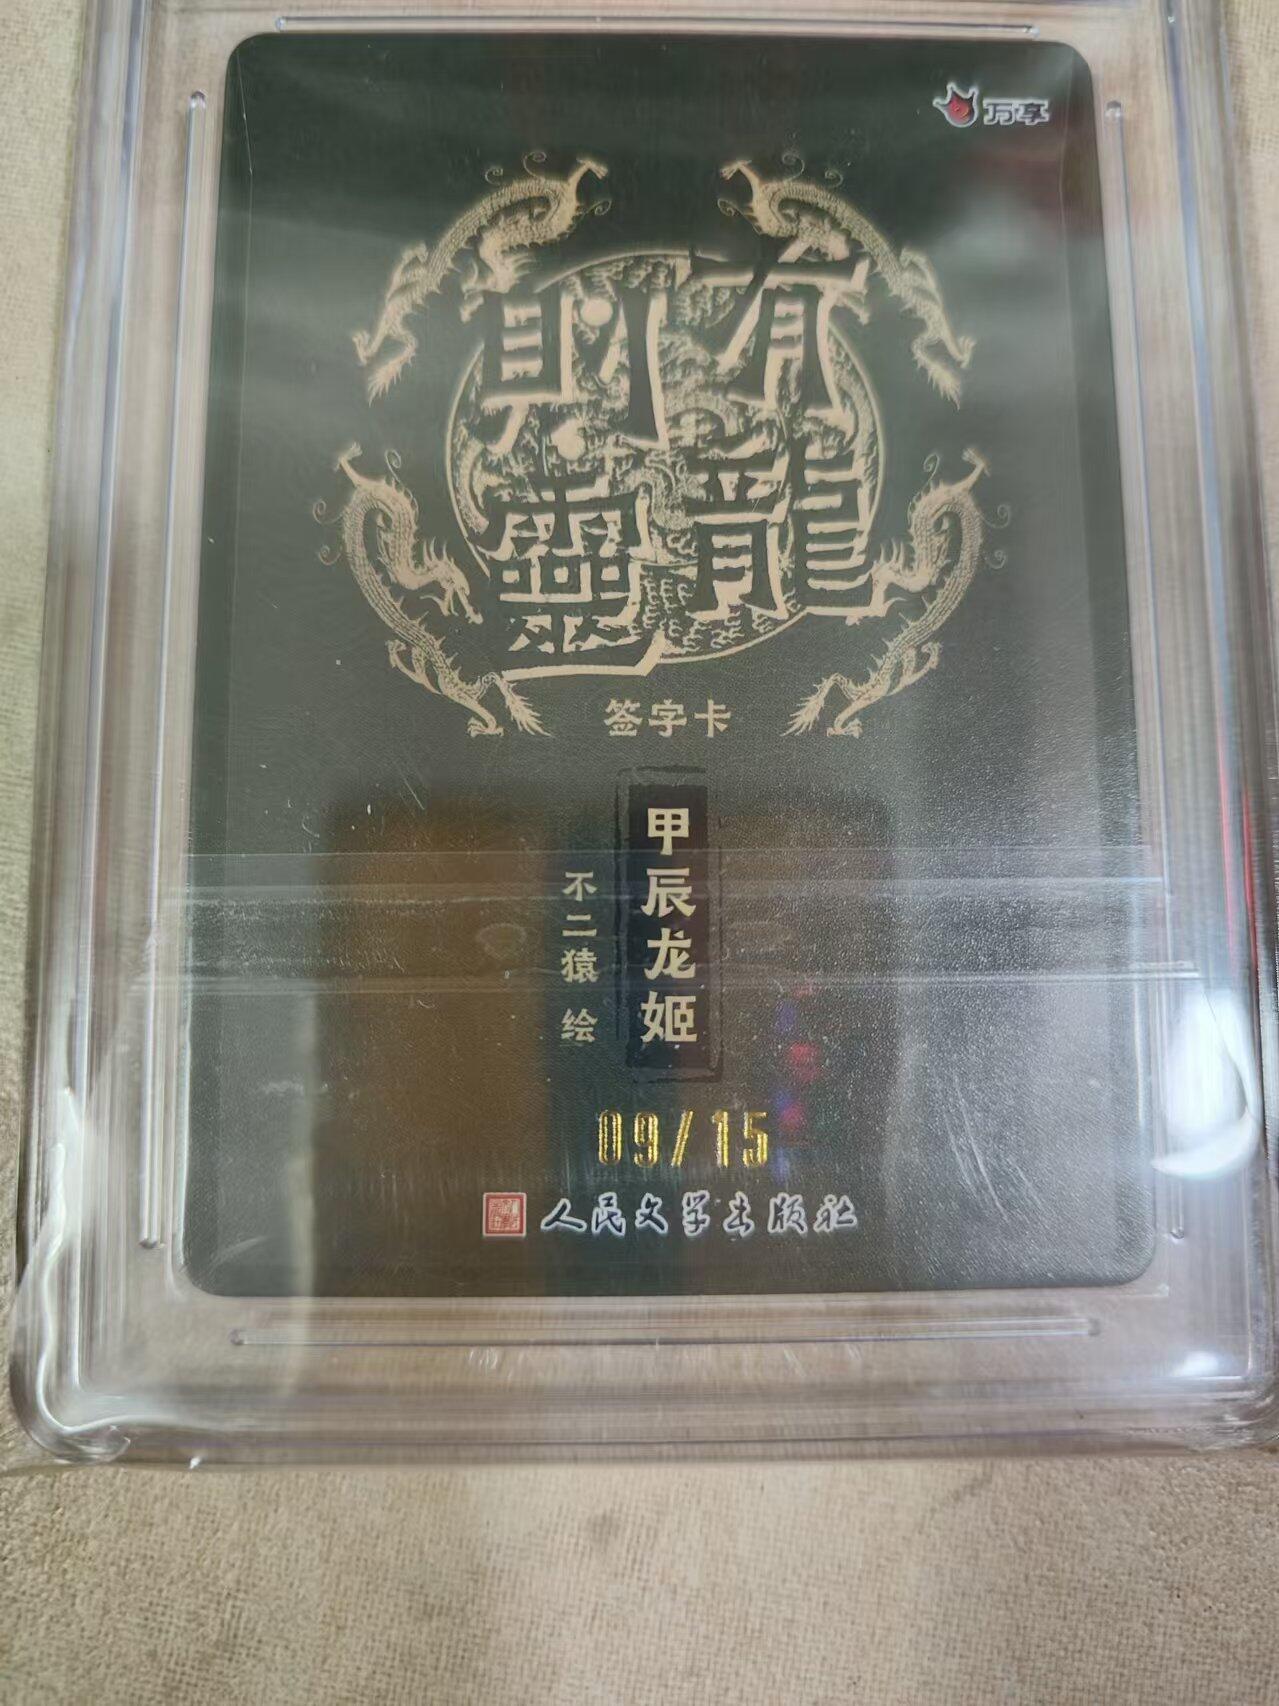 万享
有龍
則靈
签字卡
甲辰龙姬
不二猿 绘
09/15
人民文学出版社